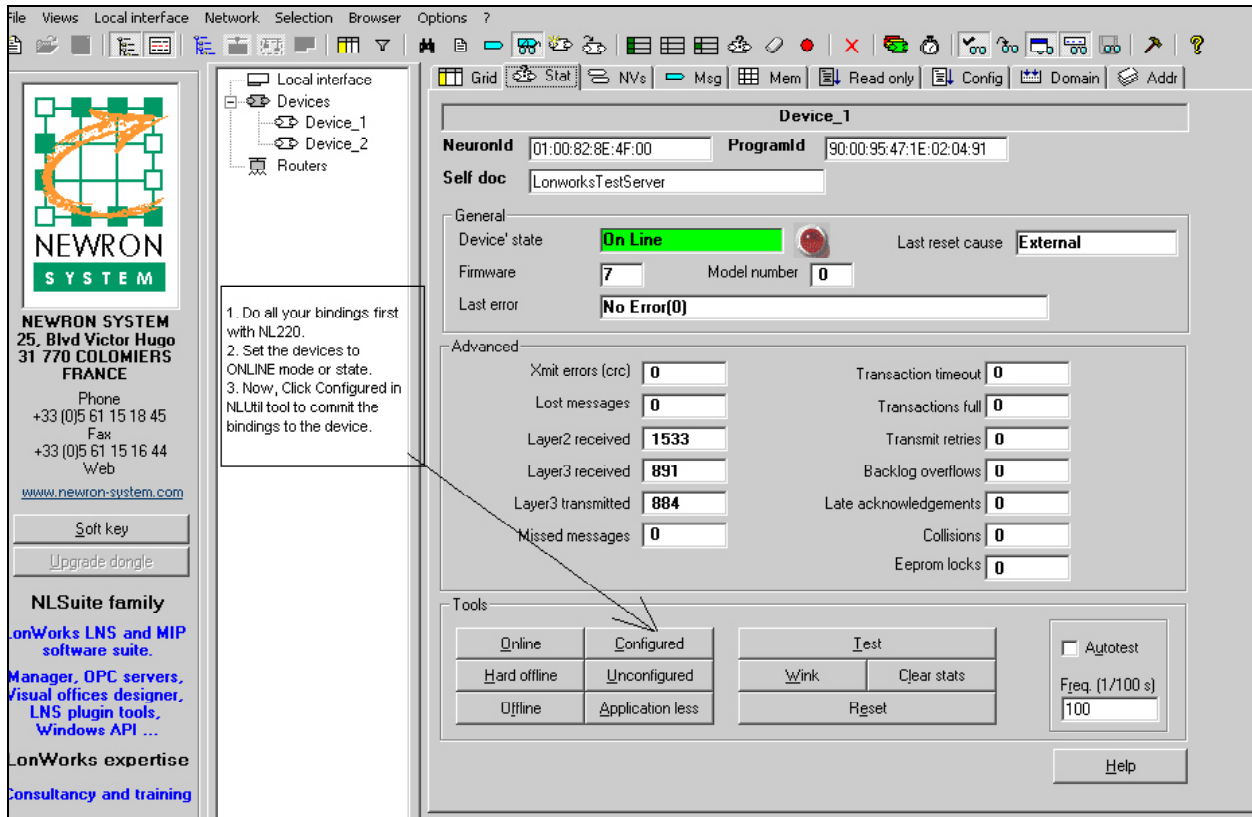 File Views Local interface Network Selection Browser Options ?
Grid Stat NVs Msg Mem Read only Config Domain Addr
NEWRON
SYSTEM
NEWRON SYSTEM
25, Blvd Victor Hugo
31 770 COLOMIERS
FRANCE
Phone
+33 (0)5 61 15 18 45
Fax
+33 (0)5 61 15 16 44
Web
www.newron-system.com
Soft key
Upgrade dongle
NLSuite family
LonWorks LNS and MIP
software suite.
Manager, OPC servers,
Visual offices designer,
LNS plugin tools,
Windows API ...
LonWorks expertise
Consultancy and training
Local interface
Devices
Device_1
Device_2
Routers
1. Do all your bindings first
with NL220.
2. Set the devices to
ONLINE mode or state.
3. Now, Click Configured in
NLUtil tool to commit the
bindings to the device.
Device_1
NeuronId 01:00:82:8E:4F:00 ProgramId 90:00:95:47:1E:02:04:91
Self doc LonworksTestServer
General
Device' state On Line Last reset cause External
Firmware 7 Model number 0
Last error No Error(0)
Advanced
Xmit errors (crc) 0 Transaction timeout 0
Lost messages 0 Transactions full 0
Layer2 received 1533 Transmit retries 0
Layer3 received 891 Backlog overflows 0
Layer3 transmitted 884 Late acknowledgements 0
Missed messages 0 Collisions 0
Eeprom locks 0
Tools
Online Configured Test Autotest
Hard offline Unconfigured Wink Clear stats Freq. (1/100 s)
Offline Application less Reset 100
Help